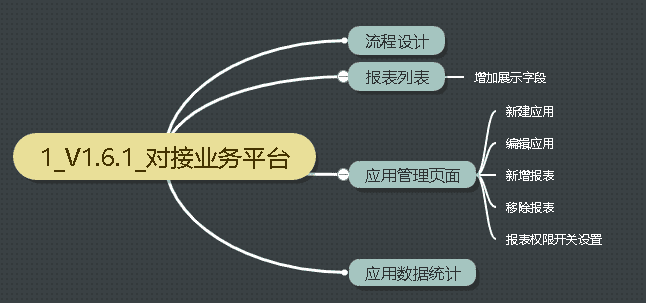 流程设计
报表列表
增加展示字段
1_V1.6.1_对接业务平台
应用管理页面
新建应用
编辑应用
新增报表
移除报表
报表权限开关设置
应用数据统计